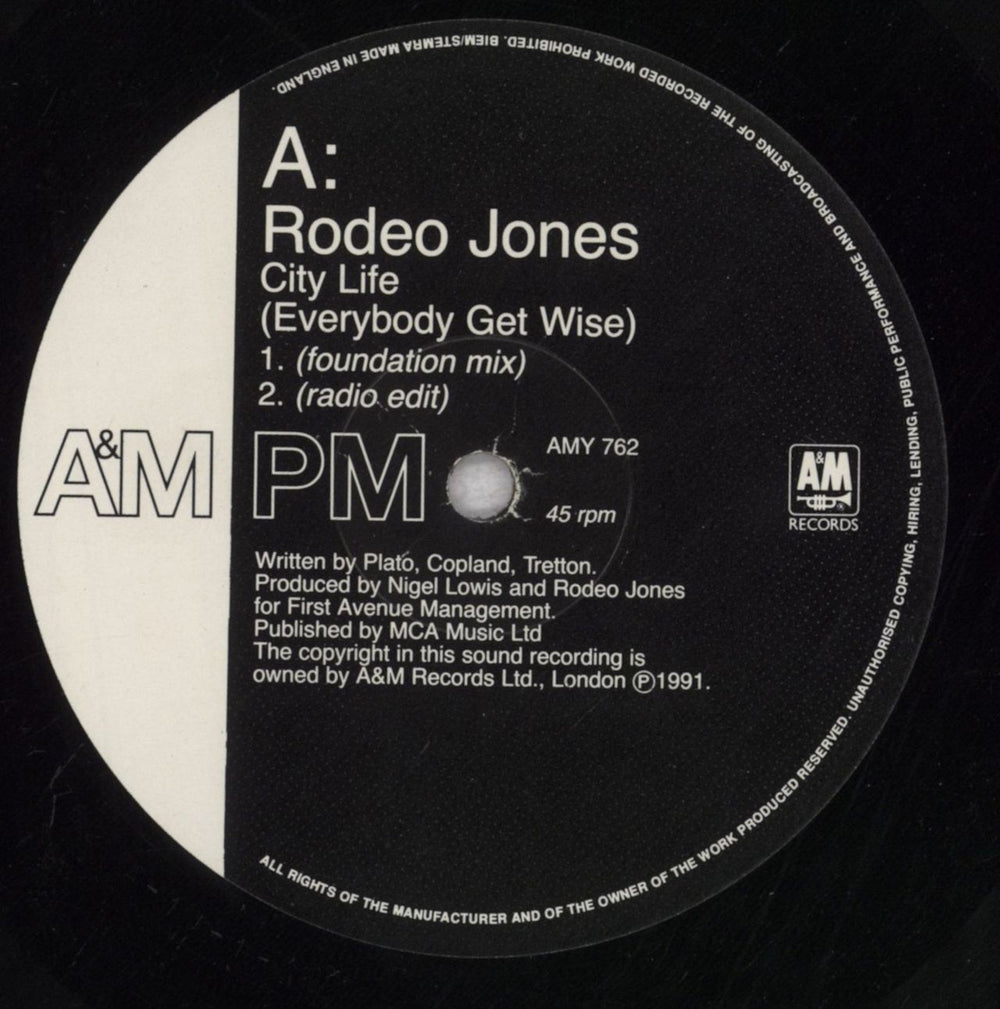 A:
Rodeo Jones
City Life
(Everybody Get Wise)
1. (foundation mix)
2. (radio edit)
A&M PM
AMY 762
45 rpm
A&M
®
RECORDS
Written by Plato, Copland, Tretton.
Produced by Nigel Lowis and Rodeo Jones
for First Avenue Management.
Published by MCA Music Ltd
The copyright in this sound recording is
owned by A&M Records Ltd., London ℗1991.
ALL RIGHTS OF THE MANUFACTURER AND OF THE OWNER OF THE WORK PRODUCED RESERVED. UNAUTHORISED COPYING, HIRING, LENDING, PUBLIC PERFORMANCE AND BROADCASTING OF THE RECORDED WORK PROHIBITED. BIEM/STEMRA MADE IN ENGLAND.